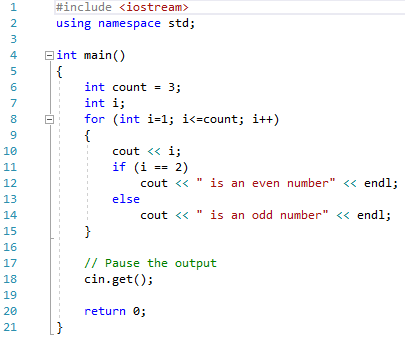 1 #include <iostream>
2 using namespace std;
3
4 int main()
5 {
6     int count = 3;
7     int i;
8     for (int i=1; i<=count; i++)
9     {
10         cout << i;
11         if (i == 2)
12             cout << " is an even number" << endl;
13         else
14             cout << " is an odd number" << endl;
15     }
16
17     // Pause the output
18     cin.get();
19
20     return 0;
21 }